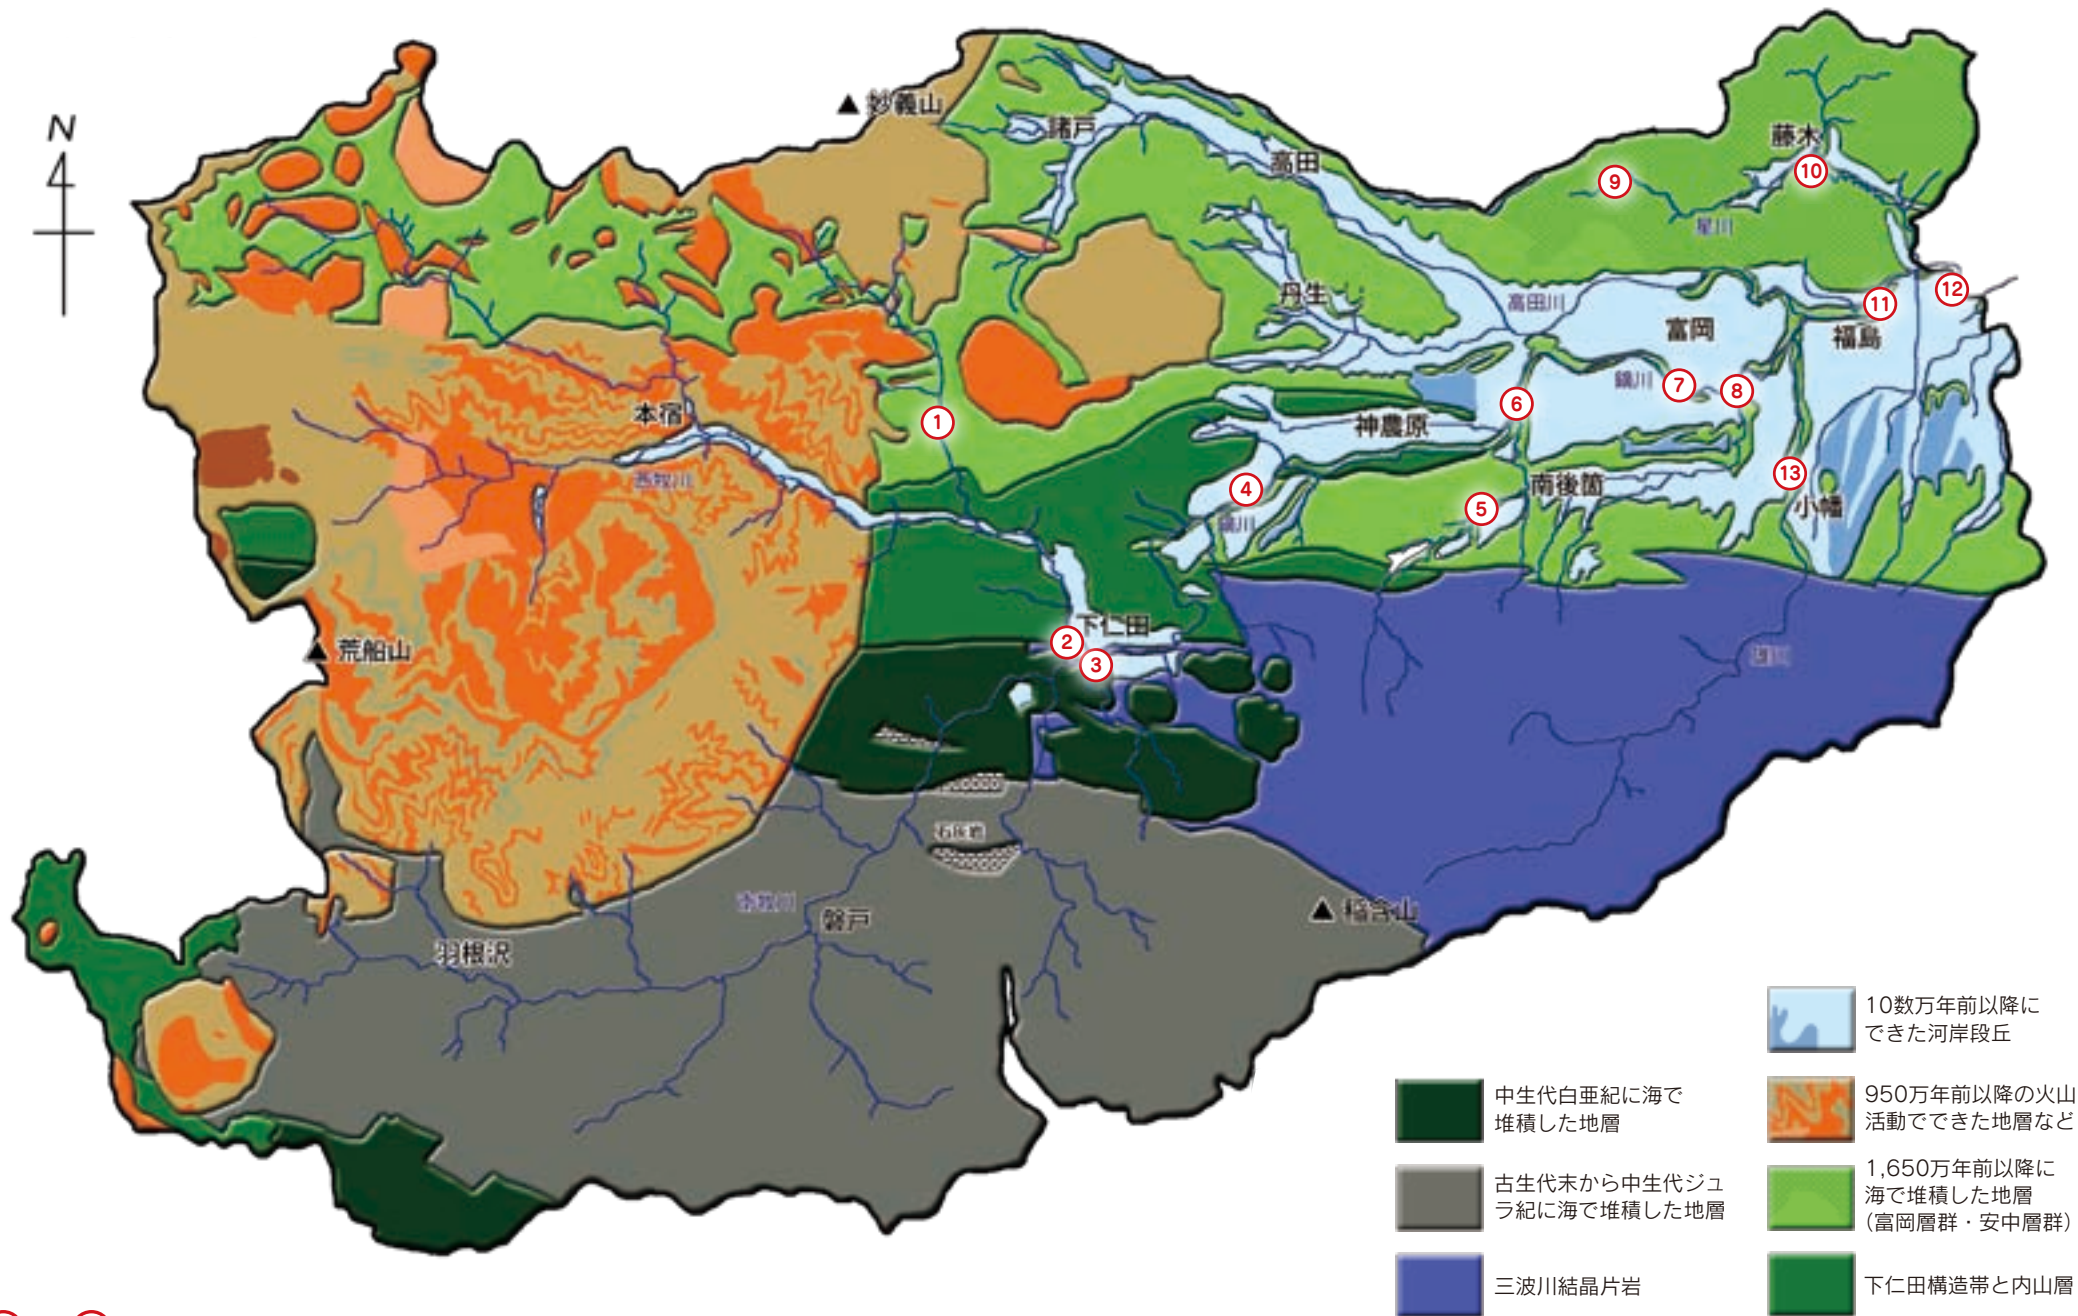 N
▲ 妙義山
諸戸
高田
藤木
⑨
⑩
星川
丹生
高田川
富岡
⑪
⑫
福島
本宿
①
鏑川
⑦
⑧
⑥
神農原
西牧川
④
鏑川
⑤
南後箇
⑬
小幡
▲ 荒船山
②
下仁田
③
雄川
石灰岩
南牧川
磐戸
▲ 稲含山
羽根沢
10数万年前以降に
できた河岸段丘
中生代白亜紀に海で
堆積した地層
950万年前以降の火山
活動でできた地層など
古生代末から中生代ジュ
ラ紀に海で堆積した地層
1,650万年前以降に
海で堆積した地層
(富岡層群・安中層群)
三波川結晶片岩
下仁田構造帯と内山層